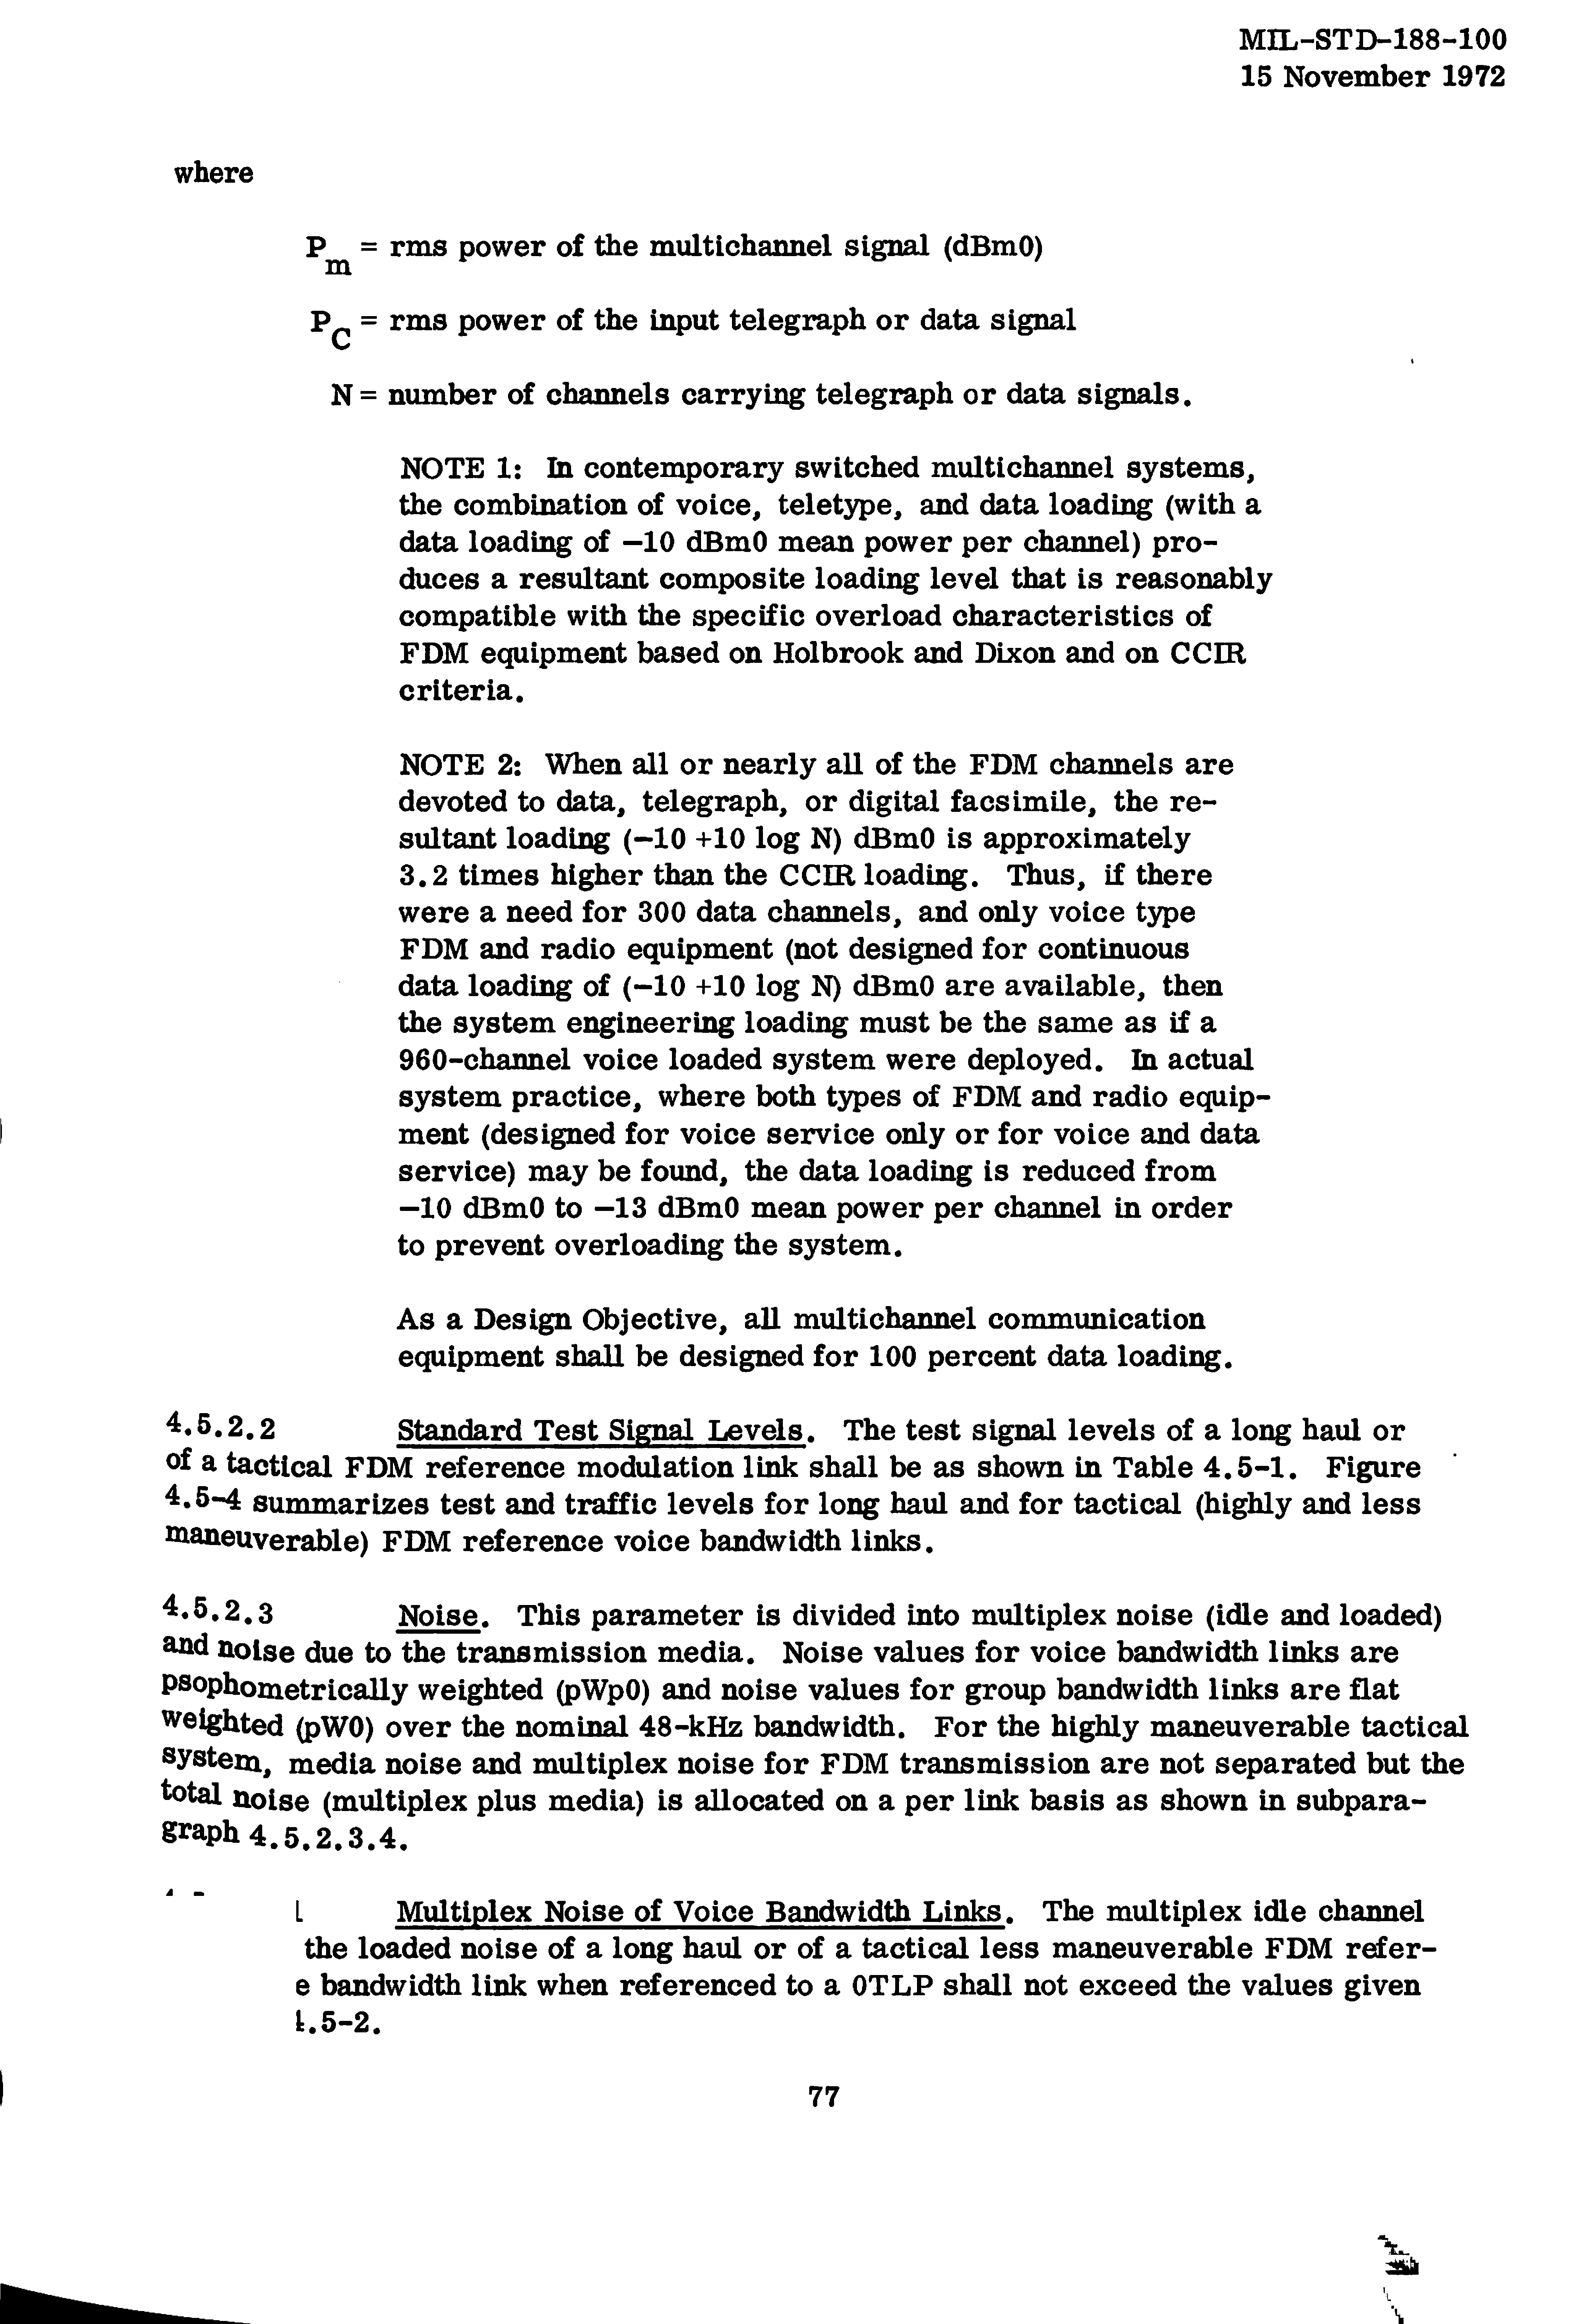 MIL-STD-188-100
15 November 1972
where
Pm = rms power of the multichannel signal (dBm0)
PC = rms power of the input telegraph or data signal
N = number of channels carrying telegraph or data signals.
NOTE 1: In contemporary switched multichannel systems,
the combination of voice, teletype, and data loading (with a
data loading of —10 dBm0 mean power per channel) pro-
duces a resultant composite loading level that is reasonably
compatible with the specific overload characteristics of
FDM equipment based on Holbrook and Dixon and on CCIR
criteria.
NOTE 2: When all or nearly all of the FDM channels are
devoted to data, telegraph, or digital facsimile, the re-
sultant loading (—10 +10 log N) dBm0 is approximately
3.2 times higher than the CCIR loading. Thus, if there
were a need for 300 data channels, and only voice type
FDM and radio equipment (not designed for continuous
data loading of (—10 +10 log N) dBm0 are available, then
the system engineering loading must be the same as if a
960-channel voice loaded system were deployed. In actual
system practice, where both types of FDM and radio equip-
ment (designed for voice service only or for voice and data
service) may be found, the data loading is reduced from
—10 dBm0 to —13 dBm0 mean power per channel in order
to prevent overloading the system.
As a Design Objective, all multichannel communication
equipment shall be designed for 100 percent data loading.
4.5.2.2 Standard Test Signal Levels. The test signal levels of a long haul or
of a tactical FDM reference modulation link shall be as shown in Table 4.5-1. Figure
4.5-4 summarizes test and traffic levels for long haul and for tactical (highly and less
maneuverable) FDM reference voice bandwidth links.
4.5.2.3 Noise. This parameter is divided into multiplex noise (idle and loaded)
and noise due to the transmission media. Noise values for voice bandwidth links are
psophometrically weighted (pWp0) and noise values for group bandwidth links are flat
weighted (pW0) over the nominal 48-kHz bandwidth. For the highly maneuverable tactical
system, media noise and multiplex noise for FDM transmission are not separated but the
total noise (multiplex plus media) is allocated on a per link basis as shown in subpara-
graph 4.5.2.3.4.
Multiplex Noise of Voice Bandwidth Links. The multiplex idle channel
the loaded noise of a long haul or of a tactical less maneuverable FDM refer-
e bandwidth link when referenced to a 0TLP shall not exceed the values given
.5-2.
77